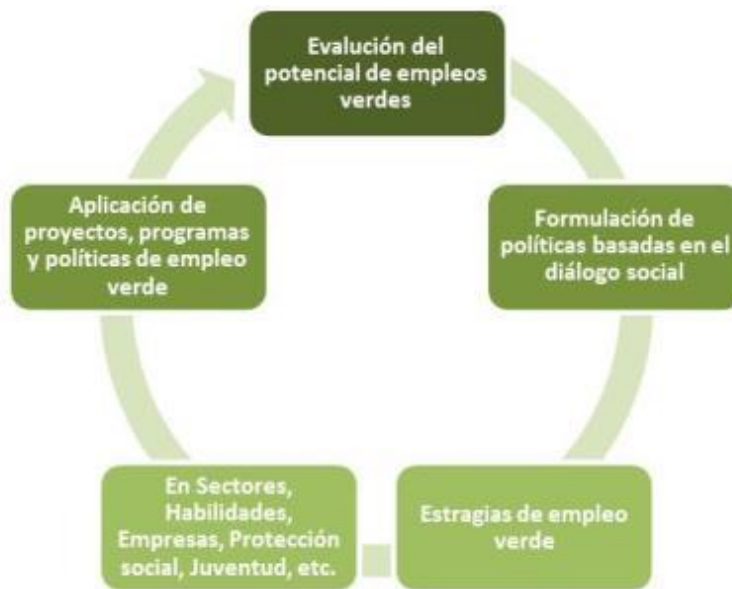 Evalución del
potencial de empleos
verdes
Formulación de
políticas basadas en el
diálogo social
Estragias de empleo
verde
En Sectores,
Habilidades,
Empresas, Protección
social, Juventud, etc.
Aplicación de
proyectos, programas
y políticas de empleo
verde